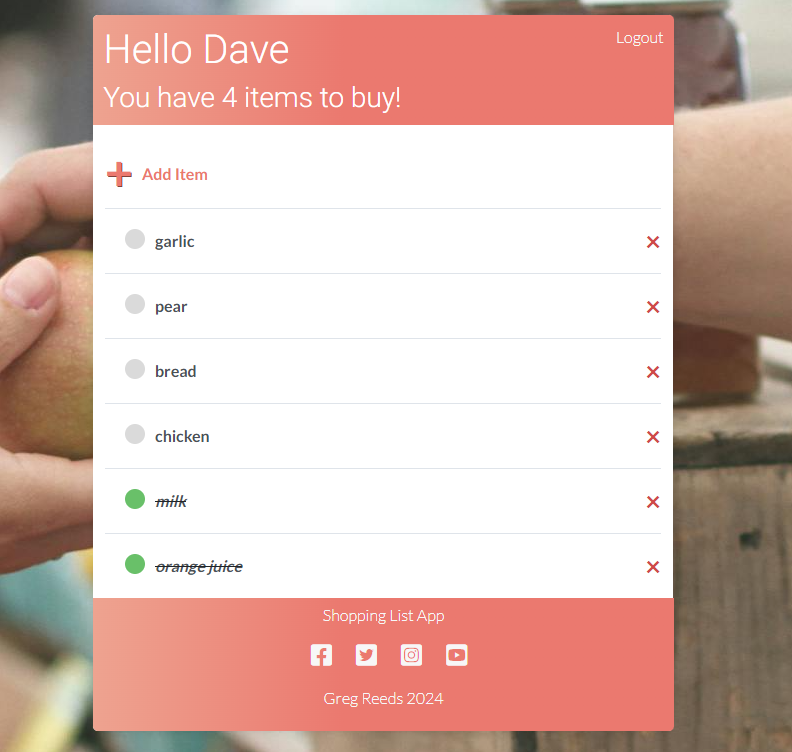 Hello Dave
Logout
You have 4 items to buy!
Add Item
garlic
pear
bread
chicken
milk
orange juice
Shopping List App
Greg Reeds 2024